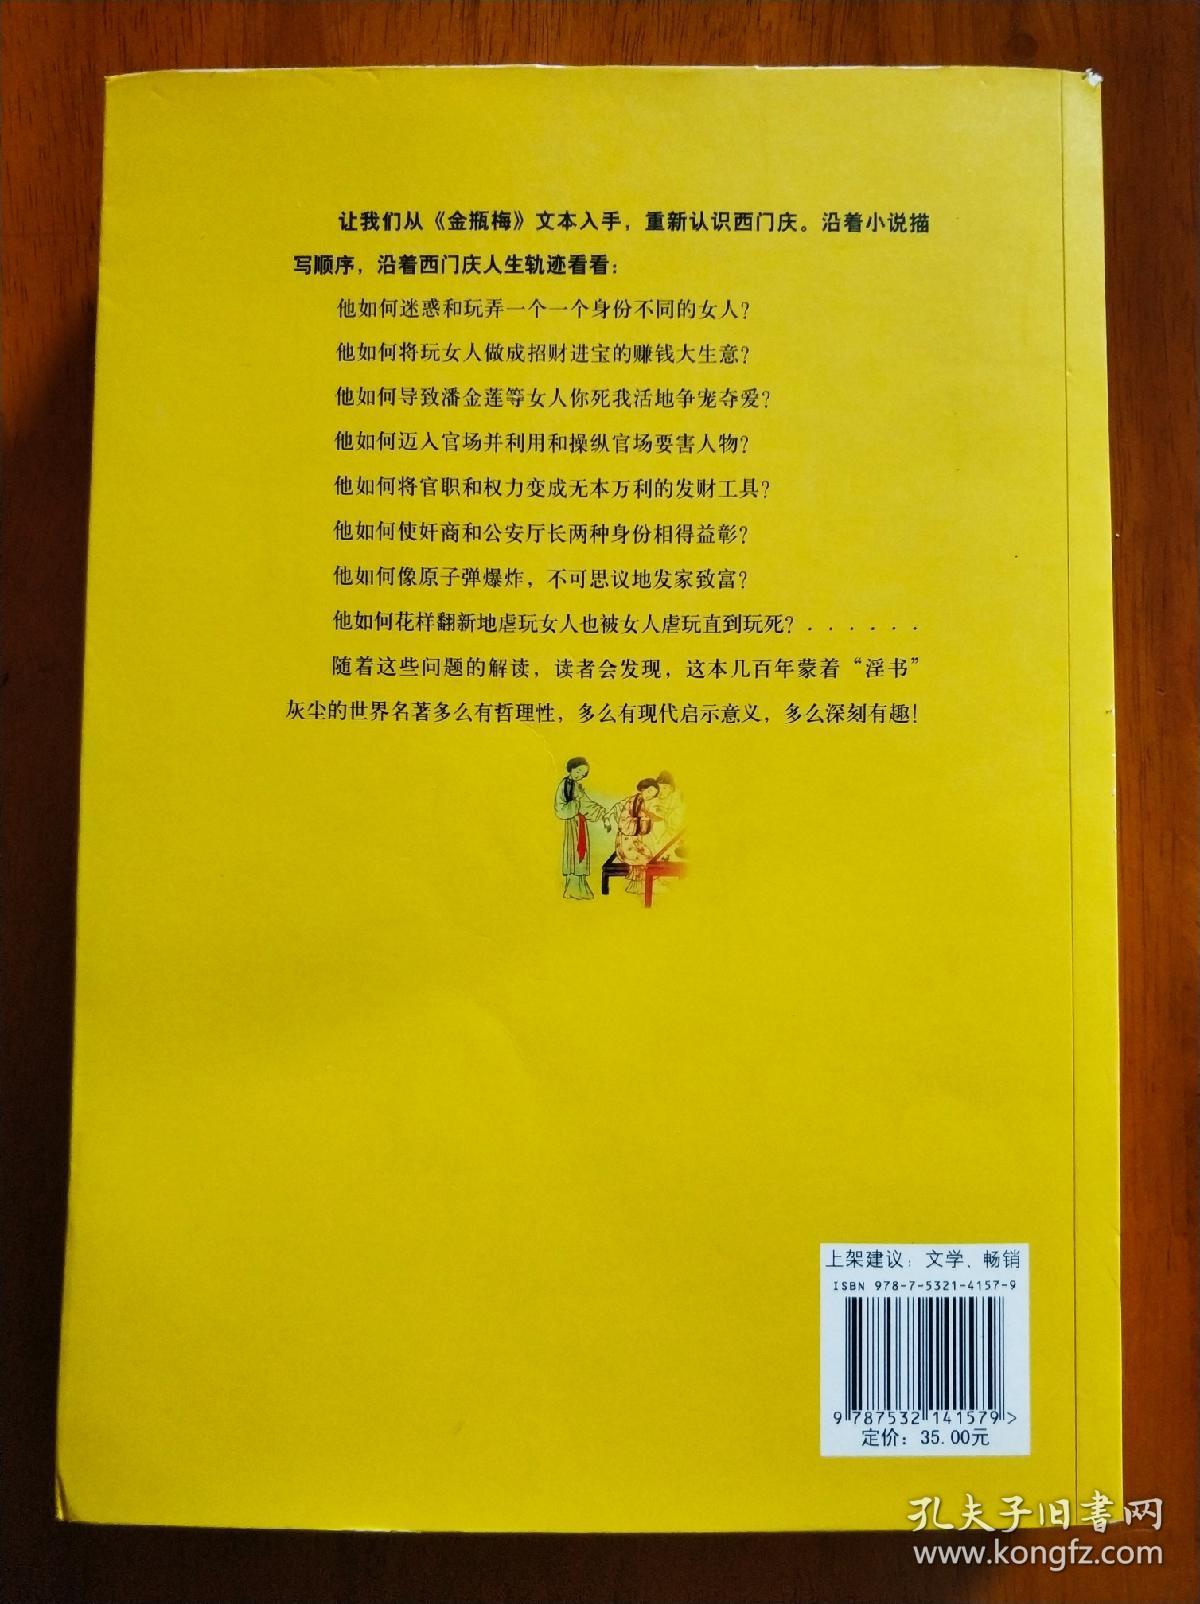 让我们从《金瓶梅》文本入手，重新认识西门庆。沿着小说描
写顺序，沿着西门庆人生轨迹看看：
他如何迷惑和玩弄一个一个身份不同的女人？
他如何将玩女人做成招财进宝的赚钱大生意？
他如何导致潘金莲等女人你死我活地争宠夺爱？
他如何迈入官场并利用和操纵官场要害人物？
他如何将官职和权力变成无本万利的发财工具？
他如何使奸商和公安厅长两种身份相得益彰？
他如何像原子弹爆炸，不可思议地发家致富？
他如何花样翻新地虐玩女人也被女人虐玩直到玩死？......
随着这些问题的解读，读者会发现，这本几百年蒙着“淫书”
灰尘的世界名著多么有哲理性，多么有现代启示意义，多么深刻有趣！
上架建议：文学、畅销
ISBN 978-7-5321-4157-9
9 787532 141579>
定价：35.00元
孔夫子旧書网
www.kongfz.com